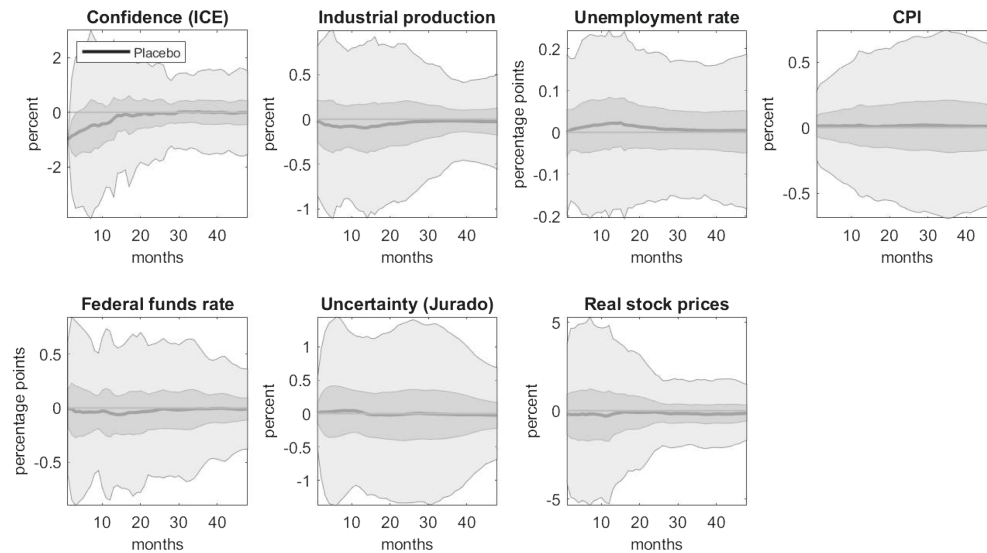 Confidence (ICE)
percent
2
0
-2
Placebo
10 20 30 40
months
Industrial production
percent
0.5
0
-0.5
-1
10 20 30 40
months
Unemployment rate
percentage points
0.2
0.1
0
-0.1
-0.2
10 20 30 40
months
CPI
percent
0.5
0
-0.5
10 20 30 40
months
Federal funds rate
percentage points
0.5
0
-0.5
10 20 30 40
months
Uncertainty (Jurado)
percent
1
0.5
0
-0.5
-1
10 20 30 40
months
Real stock prices
percent
5
0
-5
10 20 30 40
months